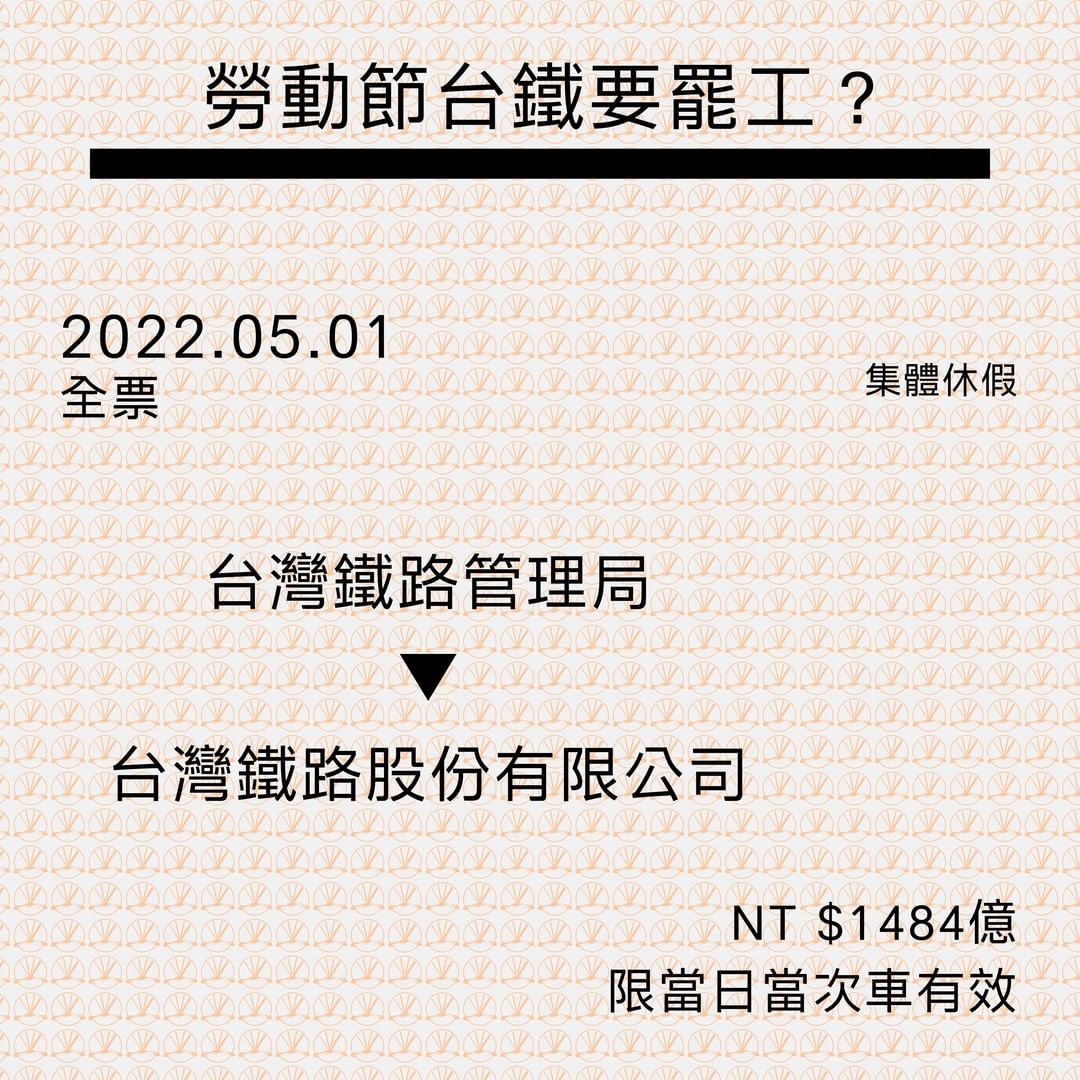 勞動節台鐵要罷工？
2022.05.01
全票
集體休假
台灣鐵路管理局
台灣鐵路股份有限公司
NT $1484億
限當日當次車有效